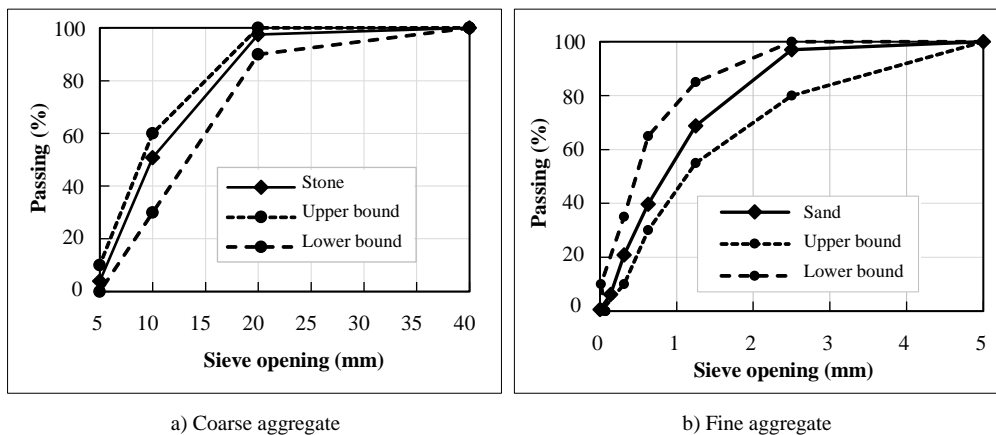 100
80
60
40
20
0
Passing (%)
5 10 15 20 25 30 35 40
Sieve opening (mm)
Stone
Upper bound
Lower bound
a) Coarse aggregate
100
80
60
40
20
0
Passing (%)
0 1 2 3 4 5
Sieve opening (mm)
Sand
Upper bound
Lower bound
b) Fine aggregate